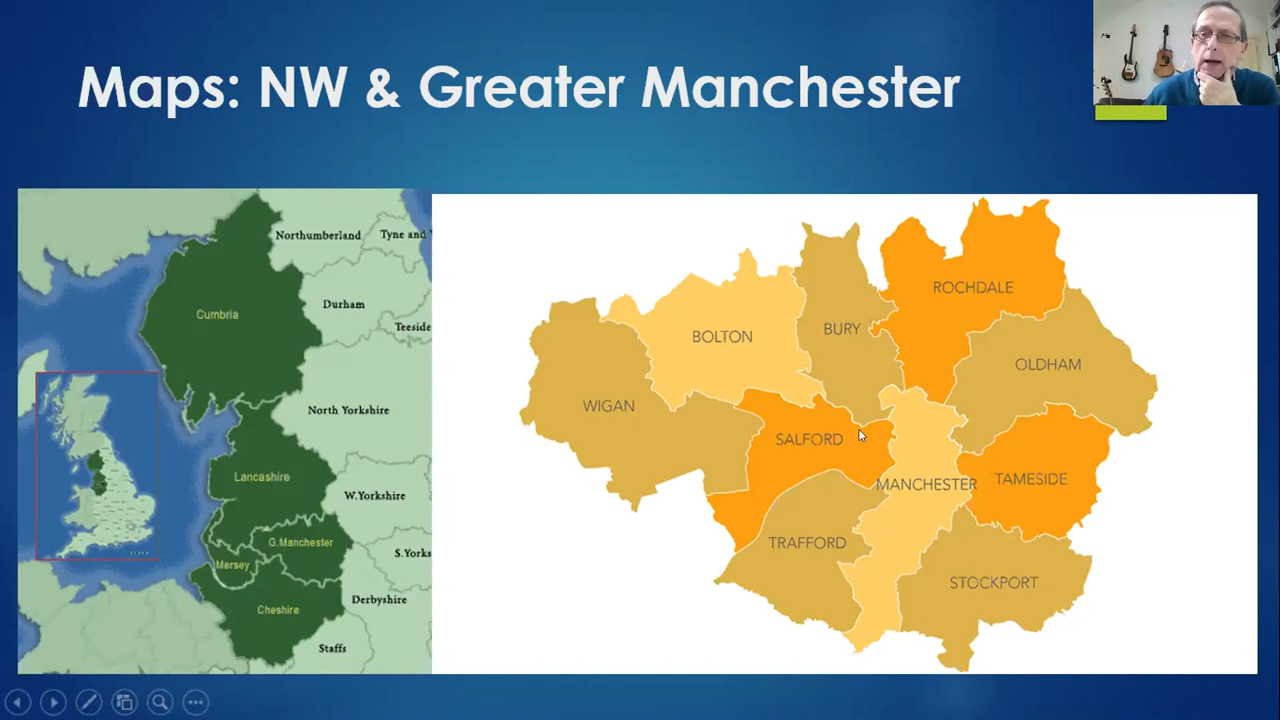 Maps: NW & Greater Manchester
Northumberland
Tyne and
Cumbria
Durham
Teeside
North Yorkshire
Lancashire
W.Yorkshire
G.Manchester
S.Yorks
Mersey
Derbyshire
Cheshire
Staffs
ROCHDALE
BURY
BOLTON
OLDHAM
WIGAN
SALFORD
TAMESIDE
MANCHESTER
TRAFFORD
STOCKPORT